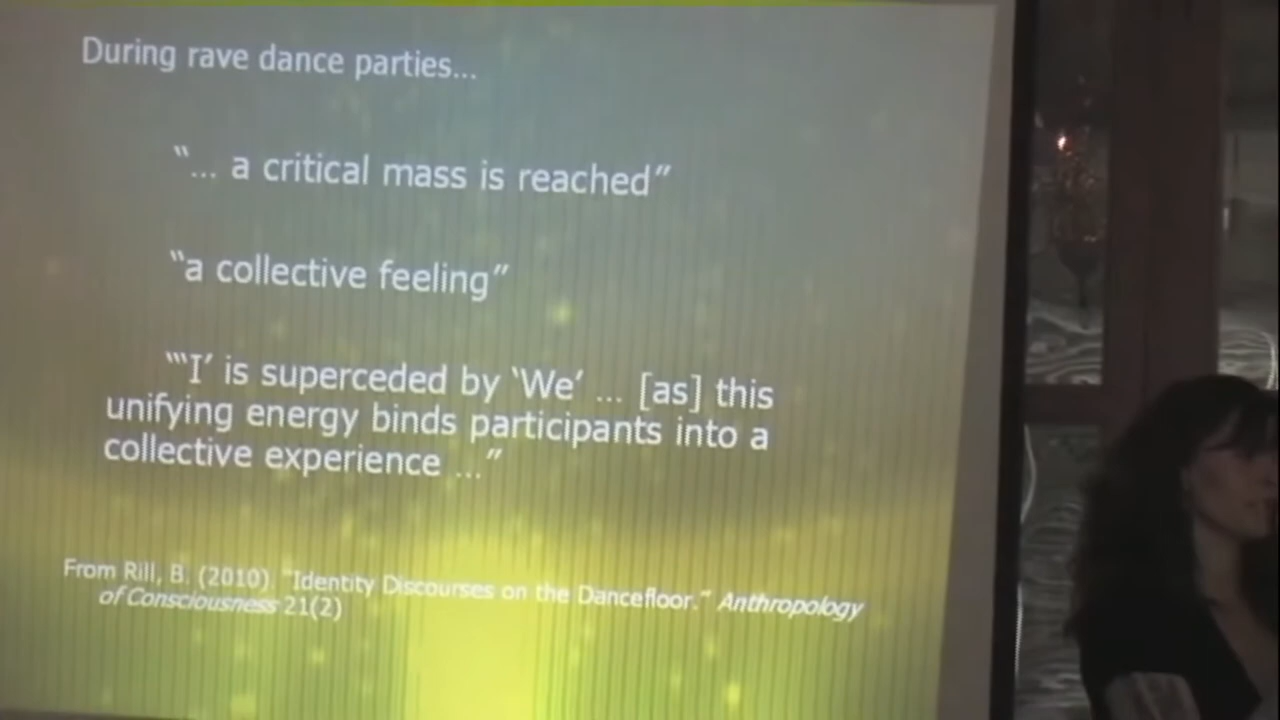 During rave dance parties...
“... a critical mass is reached”
“a collective feeling”
“‘I’ is superceded by ‘We’ ... [as] this
unifying energy binds participants into a
collective experience ...”
From Rill, B. (2010). “Identity Discourses on the Dancefloor.” Anthropology
of Consciousness 21(2)